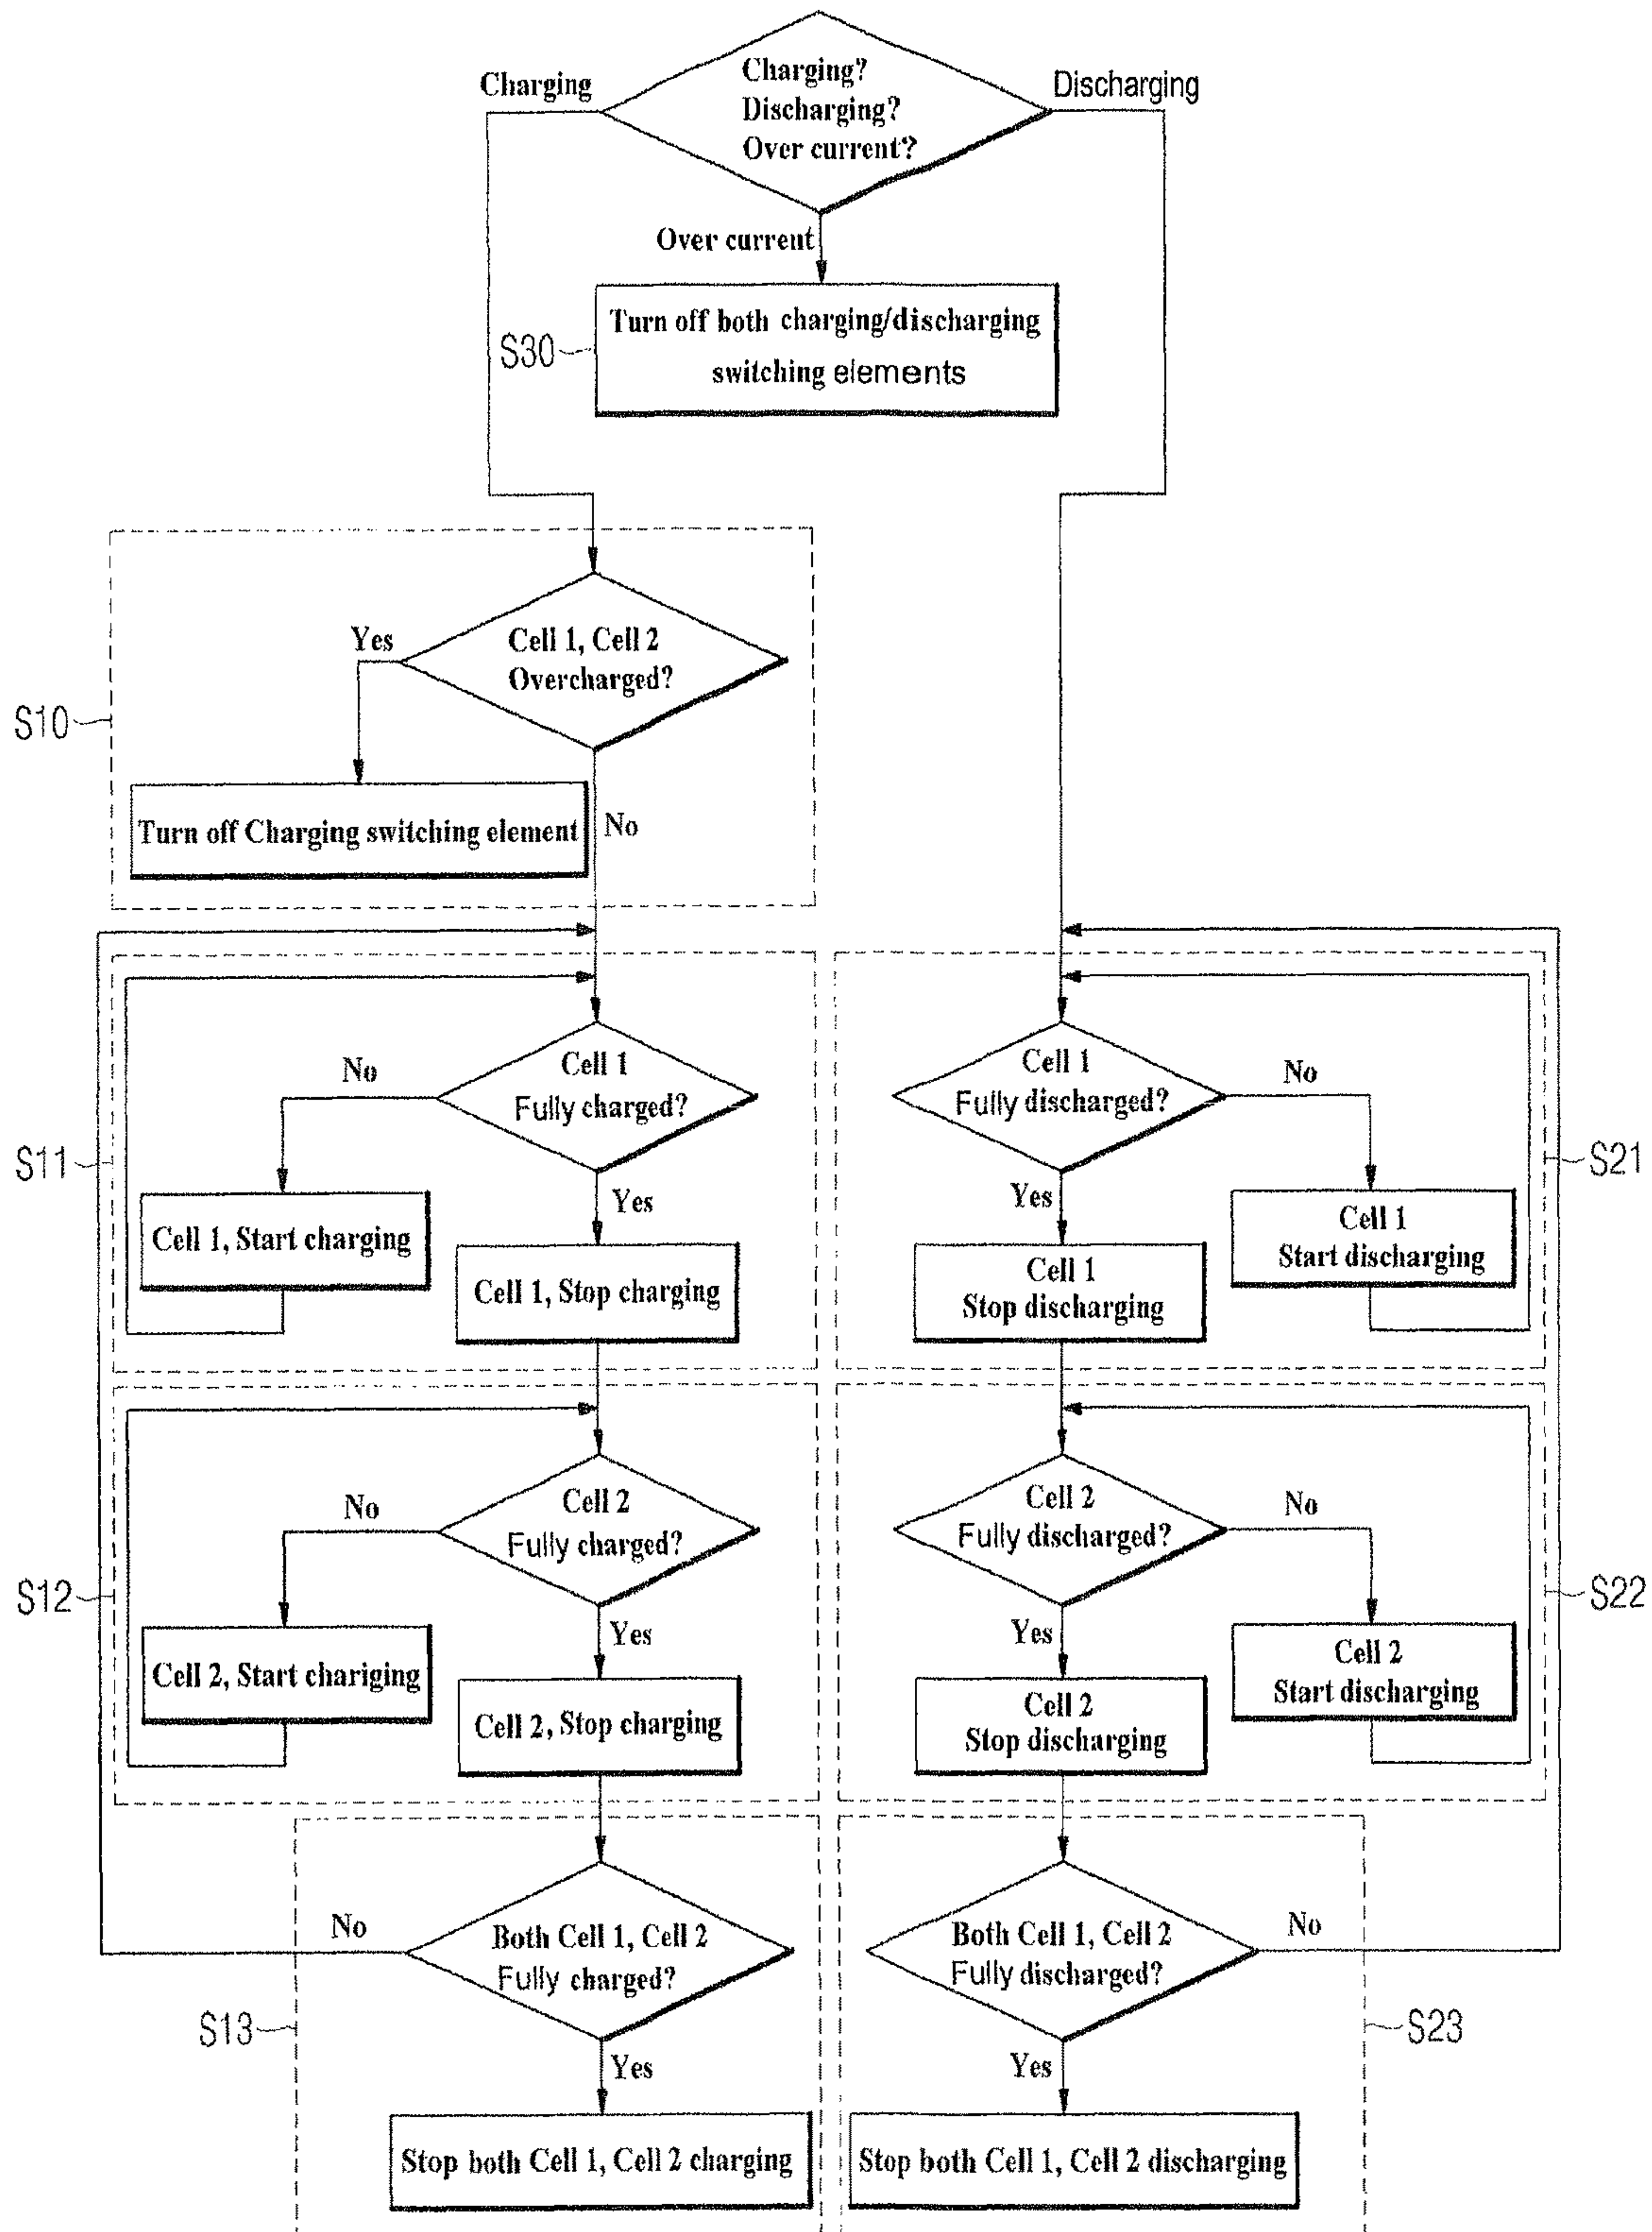 Charging
Charging?
Discharging?
Over current?
Discharging
Over current
S30
Turn off both charging/discharging
switching elements
S10
Yes
Cell 1, Cell 2
Overcharged?
Turn off Charging switching element
No
S11
No
Cell 1
Fully charged?
Yes
Cell 1, Start charging
Cell 1, Stop charging
Cell 1
Fully discharged?
No
S21
Yes
Cell 1
Stop discharging
Cell 1
Start discharging
S12
No
Cell 2
Fully charged?
Yes
Cell 2, Start chariging
Cell 2, Stop charging
Cell 2
Fully discharged?
No
S22
Yes
Cell 2
Stop discharging
Cell 2
Start discharging
No
Both Cell 1, Cell 2
Fully charged?
S13
Yes
Stop both Cell 1, Cell 2 charging
Both Cell 1, Cell 2
Fully discharged?
No
S23
Yes
Stop both Cell 1, Cell 2 discharging